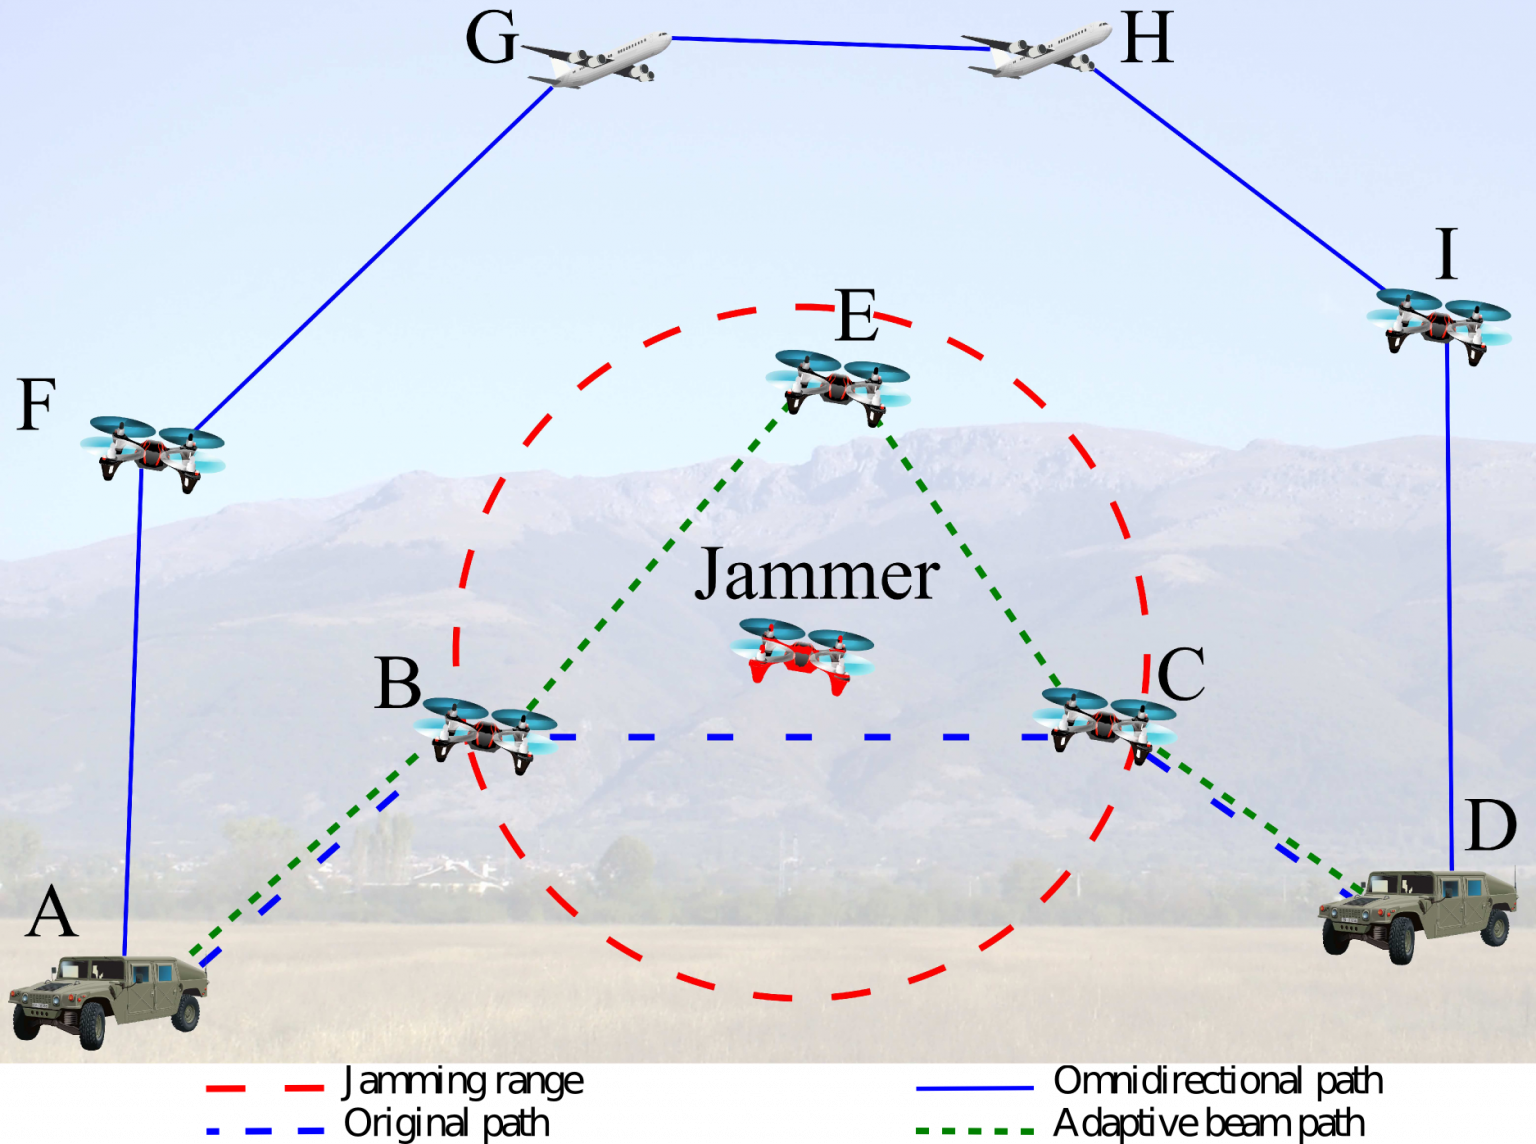 G
H
I
E
F
Jammer
B
C
D
A
Jamming range
Original path
Omnidirectional path
Adaptive beam path